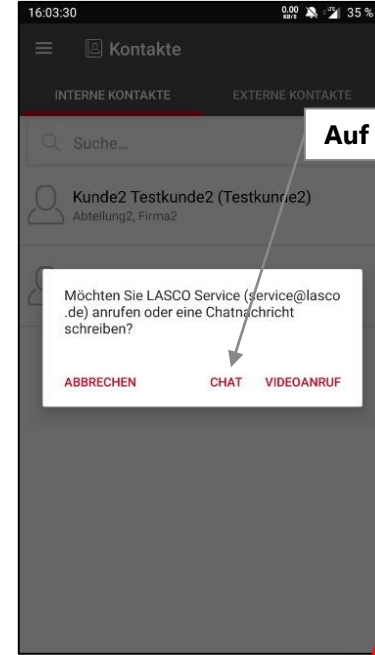 16:03:30 0.00 KB/s LTE 35 %
Kontakte
INTERNE KONTAKTE EXTERNE KONTAKTE
Suche...
Auf
Kunde2 Testkunde2 (Testkunde2)
Abteilung2, Firma2
Möchten Sie LASCO Service (service@lasco
.de) anrufen oder eine Chatnachricht
schreiben?
ABBRECHEN CHAT VIDEOANRUF